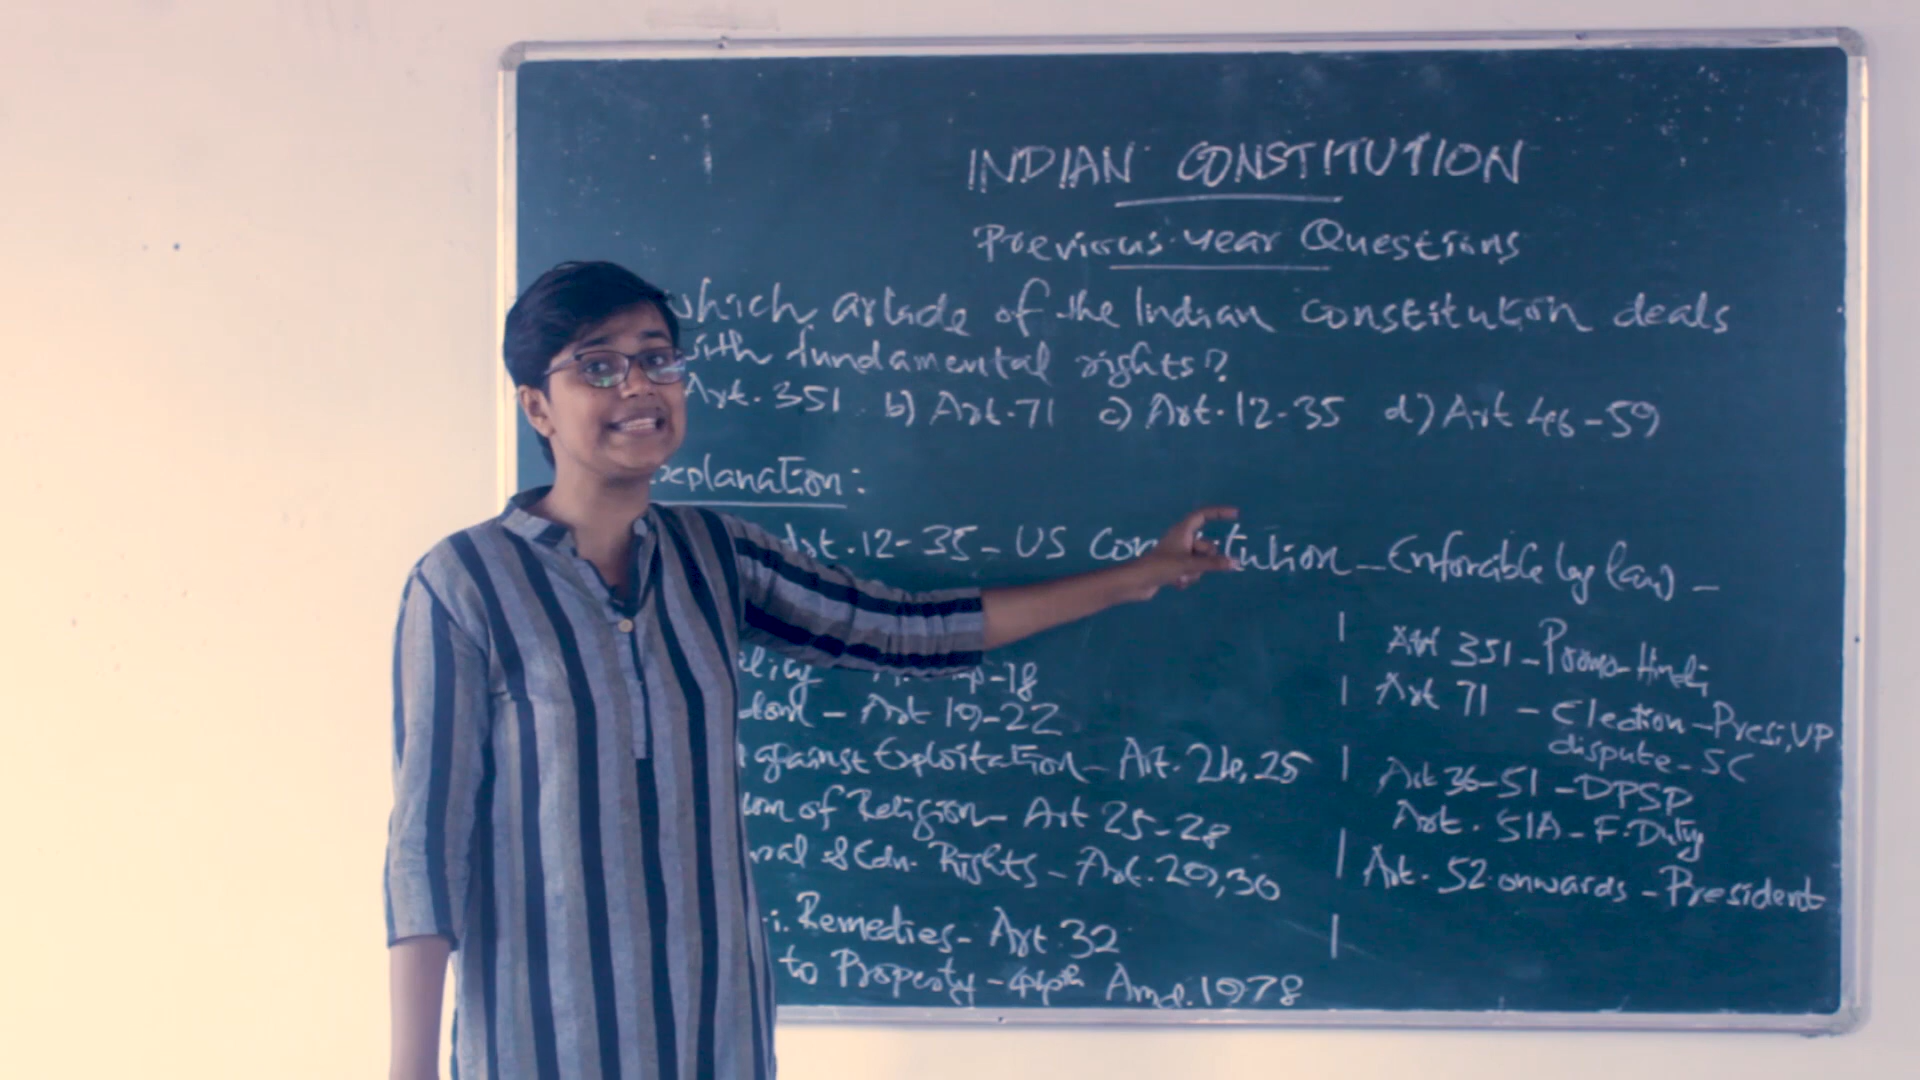 INDIAN CONSTITUTION
Previous year Questions
which article of the Indian constitution deals
with fundamental rights?
Art. 351 b) Art. 71 c) Art. 12-35 d) Art 46-59
Explanation:
Art. 12-35 - US Constitution - Enforcible by law -
Art 351 - Promo - Hindi
-18
Art 71 - Election - Presi, VP
dispute - SC
- Art 19-22
against Exploitation - Art. 24, 25
Art 36-51 - DPSP
of Religion - Art 25-28
Art. 51A - F. Duty
& Edn. Rights - Art. 29, 30
Art. 52 onwards - President
Remedies - Art. 32
to Property - 44th Amd. 1978